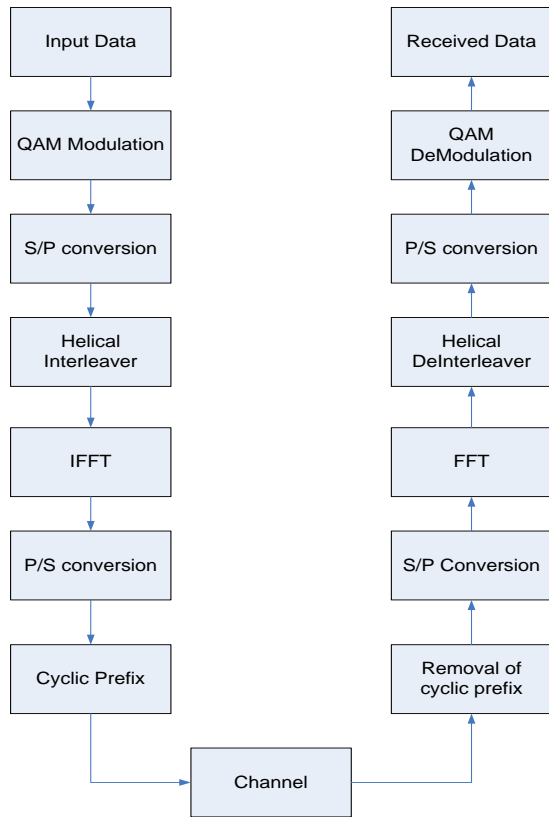 Input Data
QAM Modulation
S/P conversion
Helical
Interleaver
IFFT
P/S conversion
Cyclic Prefix
Channel
Removal of
cyclic prefix
S/P Conversion
FFT
Helical
DeInterleaver
P/S conversion
QAM
DeModulation
Received Data